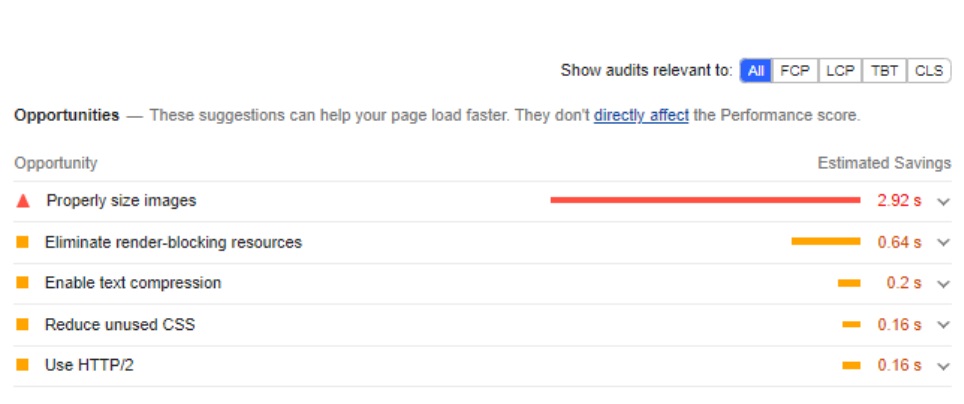 Show audits relevant to: All FCP LCP TBT CLS
Opportunities — These suggestions can help your page load faster. They don't directly affect the Performance score.
Opportunity Estimated Savings
Properly size images 2.92 s
Eliminate render-blocking resources 0.64 s
Enable text compression 0.2 s
Reduce unused CSS 0.16 s
Use HTTP/2 0.16 s